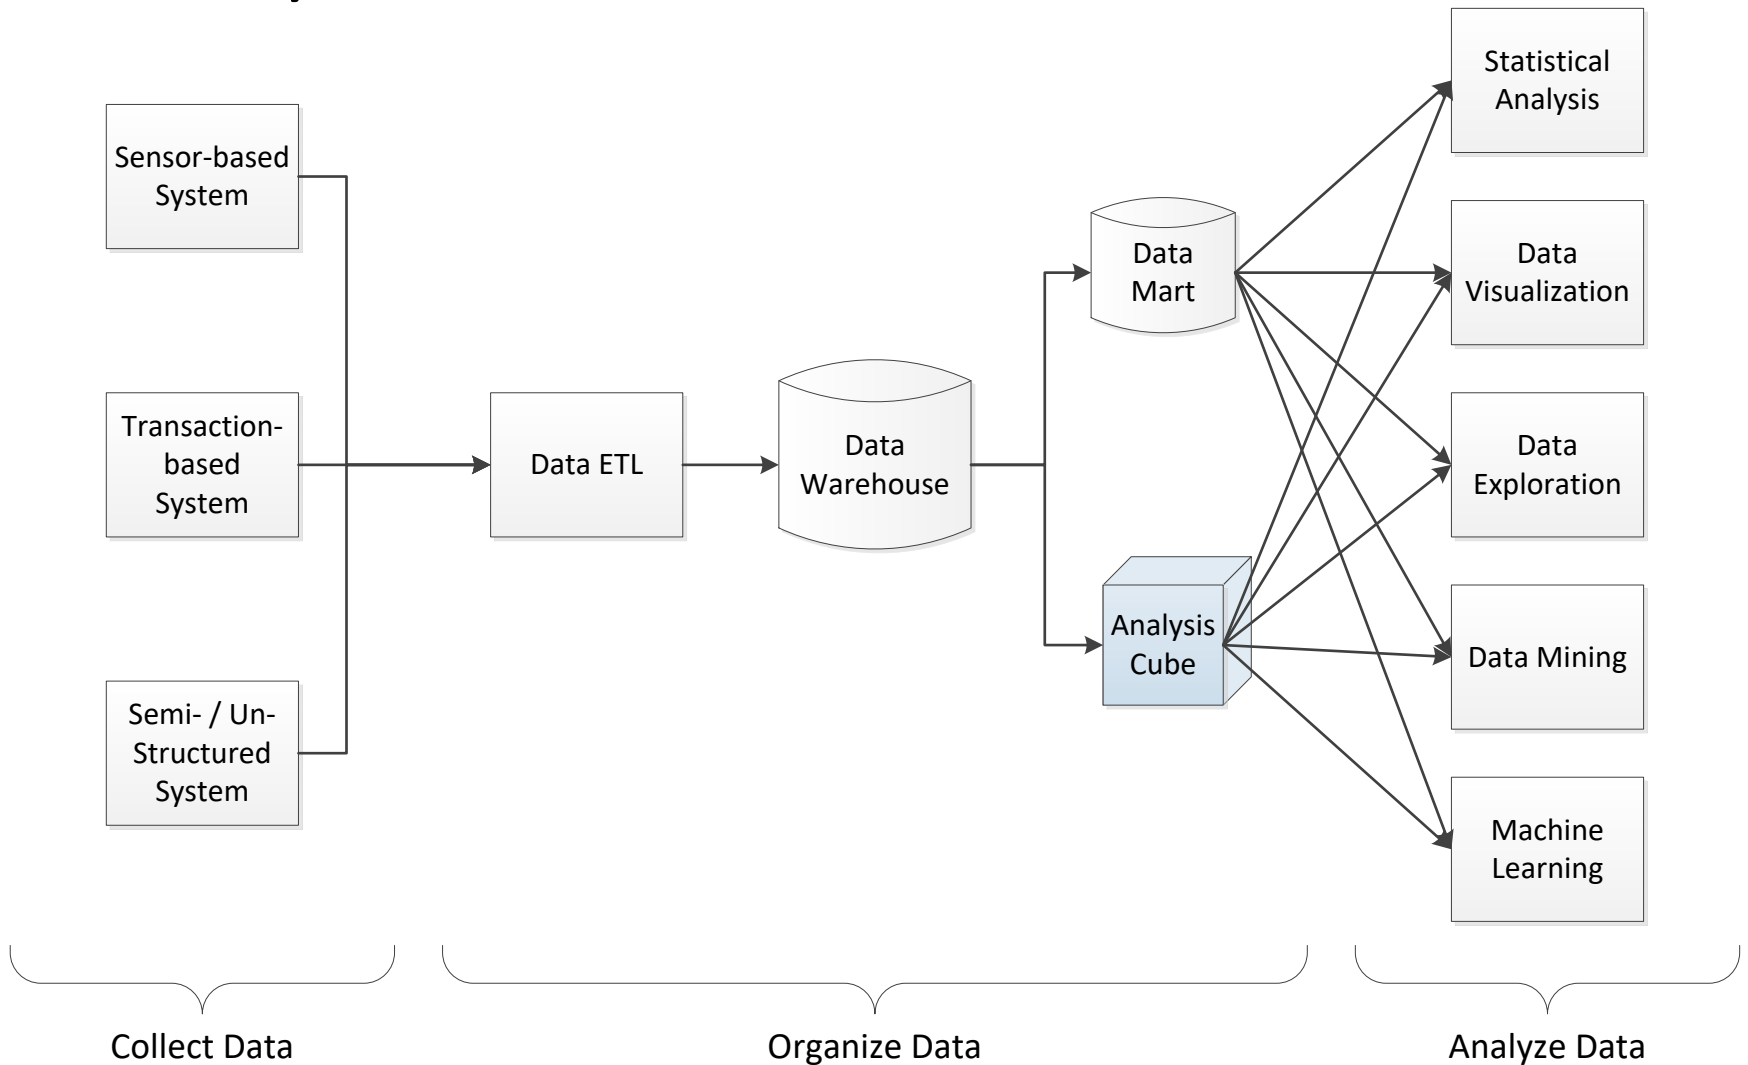 Sensor-based
System
Transaction-
based
System
Semi- / Un-
Structured
System
Data ETL
Data
Warehouse
Data
Mart
Analysis
Cube
Statistical
Analysis
Data
Visualization
Data
Exploration
Data Mining
Machine
Learning
Collect Data
Organize Data
Analyze Data